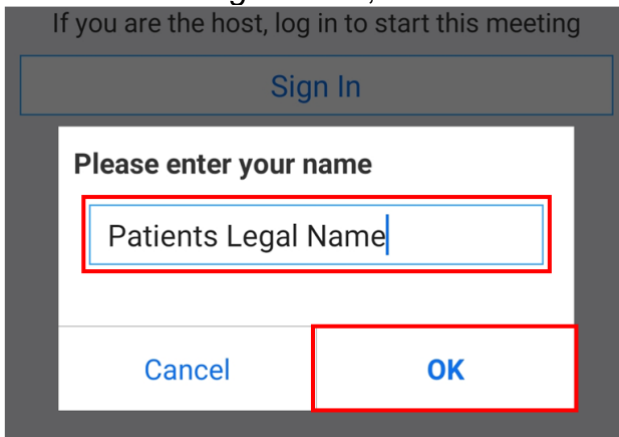 If you are the host, log in to start this meeting
Sign In
Please enter your name
Patients Legal Name
Cancel
OK